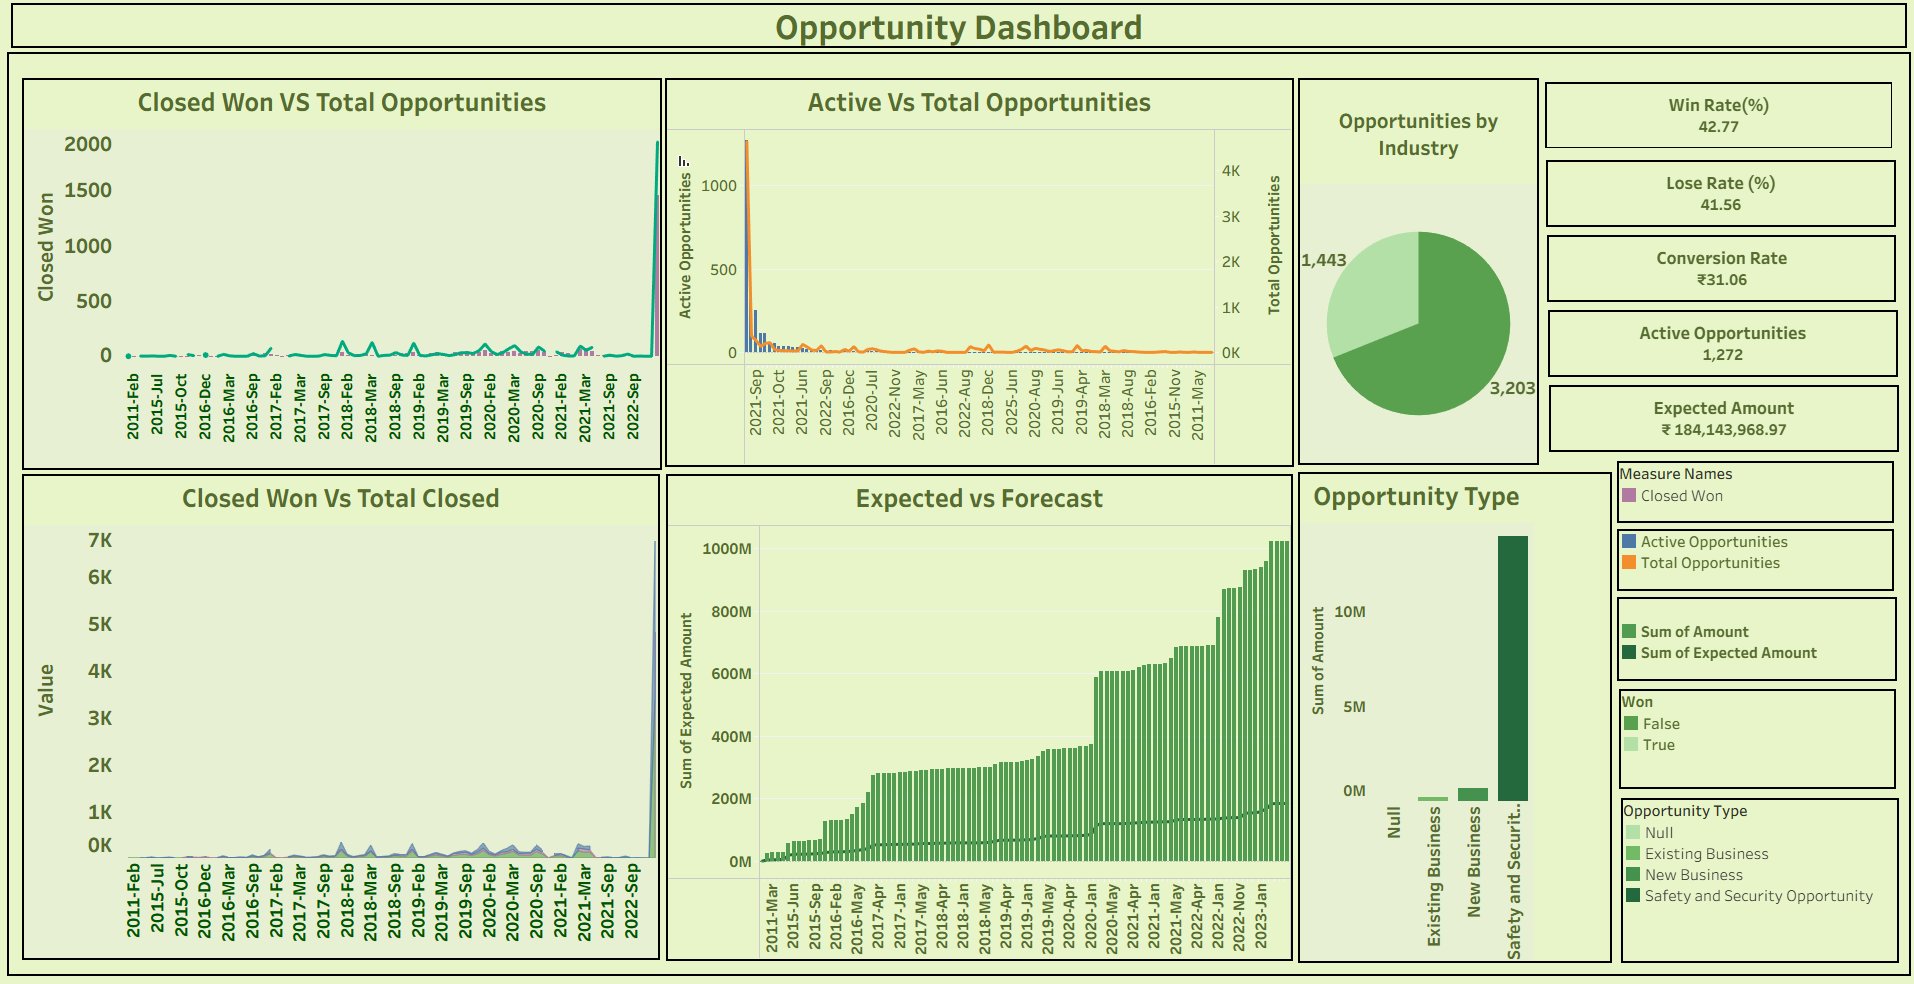 Opportunity Dashboard
Closed Won VS Total Opportunities
Closed Won
2000
1500
1000
500
0
2011-Feb
2015-Jul
2015-Oct
2016-Dec
2016-Mar
2016-Sep
2017-Feb
2017-Mar
2017-Sep
2018-Feb
2018-Mar
2018-Sep
2019-Feb
2019-Mar
2019-Sep
2020-Feb
2020-Mar
2020-Sep
2021-Feb
2021-Mar
2021-Sep
2022-Sep
Active Vs Total Opportunities
Active Opportunities
1000
500
0
4K
3K
2K
1K
0K
Total Opportunities
2021-Sep
2021-Oct
2021-Jun
2022-Sep
2016-Dec
2020-Jul
2022-Nov
2017-May
2016-Jun
2022-Aug
2018-Dec
2025-Jun
2020-Aug
2019-Jun
2019-Apr
2018-Mar
2018-Aug
2016-Feb
2015-Nov
2011-May
Opportunities by
Industry
1,443
3,203
Win Rate(%)
42.77
Lose Rate (%)
41.56
Conversion Rate
₹31.06
Active Opportunities
1,272
Expected Amount
₹ 184,143,968.97
Closed Won Vs Total Closed
Value
7K
6K
5K
4K
3K
2K
1K
0K
2011-Feb
2015-Jul
2015-Oct
2016-Dec
2016-Mar
2016-Sep
2017-Feb
2017-Mar
2017-Sep
2018-Feb
2018-Mar
2018-Sep
2019-Feb
2019-Mar
2019-Sep
2020-Feb
2020-Mar
2020-Sep
2021-Feb
2021-Mar
2021-Sep
2022-Sep
Expected vs Forecast
Sum of Expected Amount
1000M
800M
600M
400M
200M
0M
2011-Mar
2015-Jun
2015-Sep
2016-Feb
2016-May
2017-Apr
2017-Jan
2017-May
2018-Apr
2018-Jan
2018-May
2019-Apr
2019-Jan
2019-May
2020-Apr
2020-Jan
2020-May
2021-Apr
2021-Jan
2021-May
2022-Apr
2022-Jan
2022-Nov
2023-Jan
Opportunity Type
Sum of Amount
10M
5M
0M
Null
Existing Business
New Business
Safety and Securit..
Measure Names
Closed Won
Active Opportunities
Total Opportunities
Sum of Amount
Sum of Expected Amount
Won
False
True
Opportunity Type
Null
Existing Business
New Business
Safety and Security Opportunity